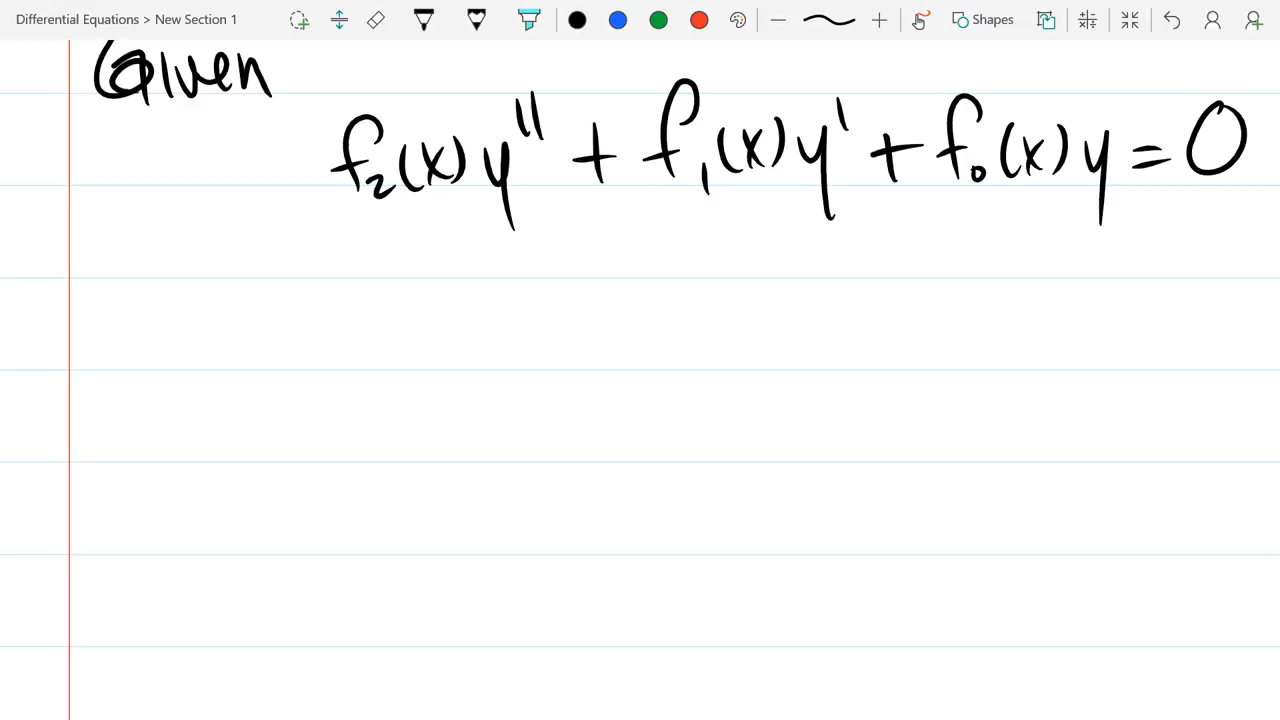 Differential Equations > New Section 1
Shapes
Given
f₂(x)y'' + f₁(x)y' + f₀(x)y = 0